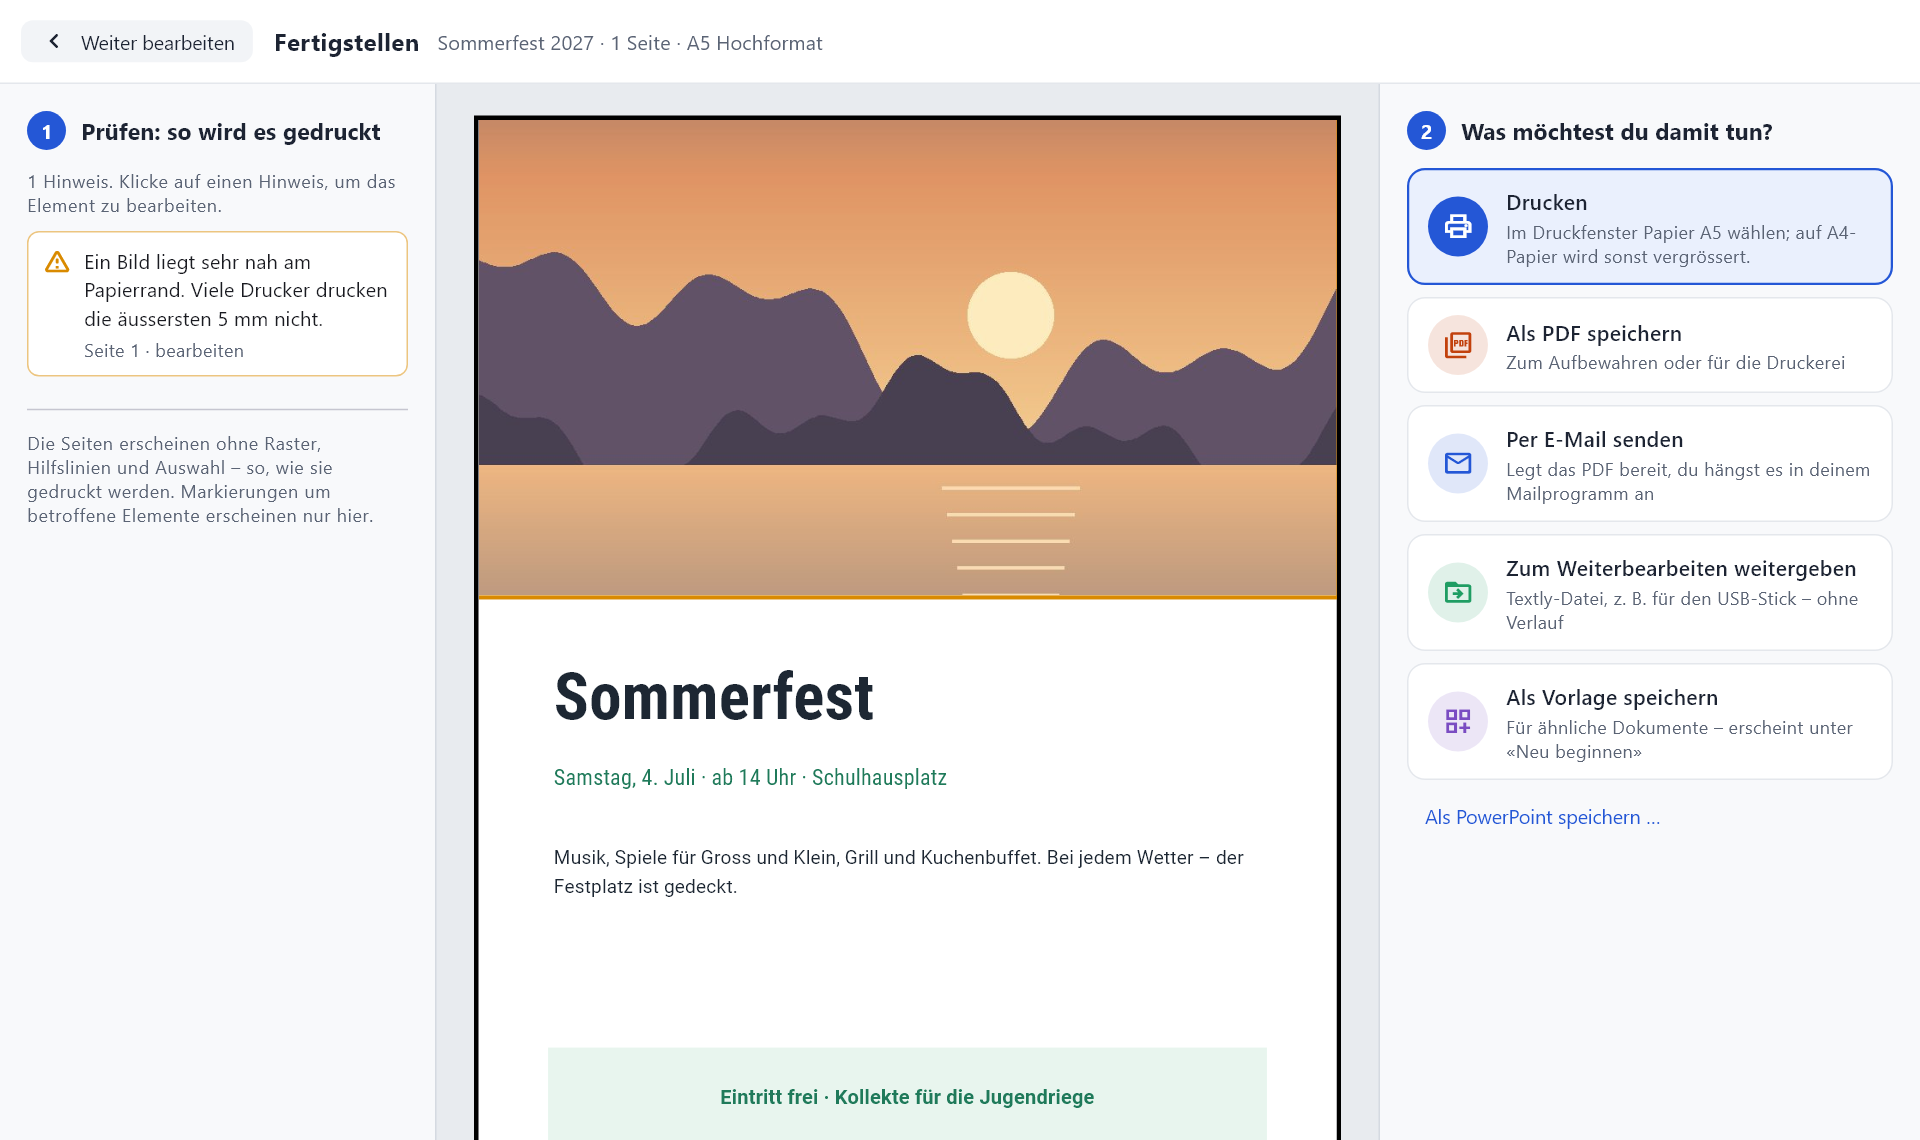 Weiter bearbeiten
Fertigstellen
Sommerfest 2027 · 1 Seite · A5 Hochformat
1
Prüfen: so wird es gedruckt
1 Hinweis. Klicke auf einen Hinweis, um das
Element zu bearbeiten.
Ein Bild liegt sehr nah am
Papierrand. Viele Drucker drucken
die äussersten 5 mm nicht.
Seite 1 · bearbeiten
Die Seiten erscheinen ohne Raster,
Hilfslinien und Auswahl – so, wie sie
gedruckt werden. Markierungen um
betroffene Elemente erscheinen nur hier.
Sommerfest
Samstag, 4. Juli · ab 14 Uhr · Schulhausplatz
Musik, Spiele für Gross und Klein, Grill und Kuchenbuffet. Bei jedem Wetter – der
Festplatz ist gedeckt.
Eintritt frei · Kollekte für die Jugendriege
2
Was möchtest du damit tun?
Drucken
Im Druckfenster Papier A5 wählen; auf A4-
Papier wird sonst vergrössert.
PDF
Als PDF speichern
Zum Aufbewahren oder für die Druckerei
Per E-Mail senden
Legt das PDF bereit, du hängst es in deinem
Mailprogramm an
Zum Weiterbearbeiten weitergeben
Textly-Datei, z. B. für den USB-Stick – ohne
Verlauf
Als Vorlage speichern
Für ähnliche Dokumente – erscheint unter
«Neu beginnen»
Als PowerPoint speichern ...